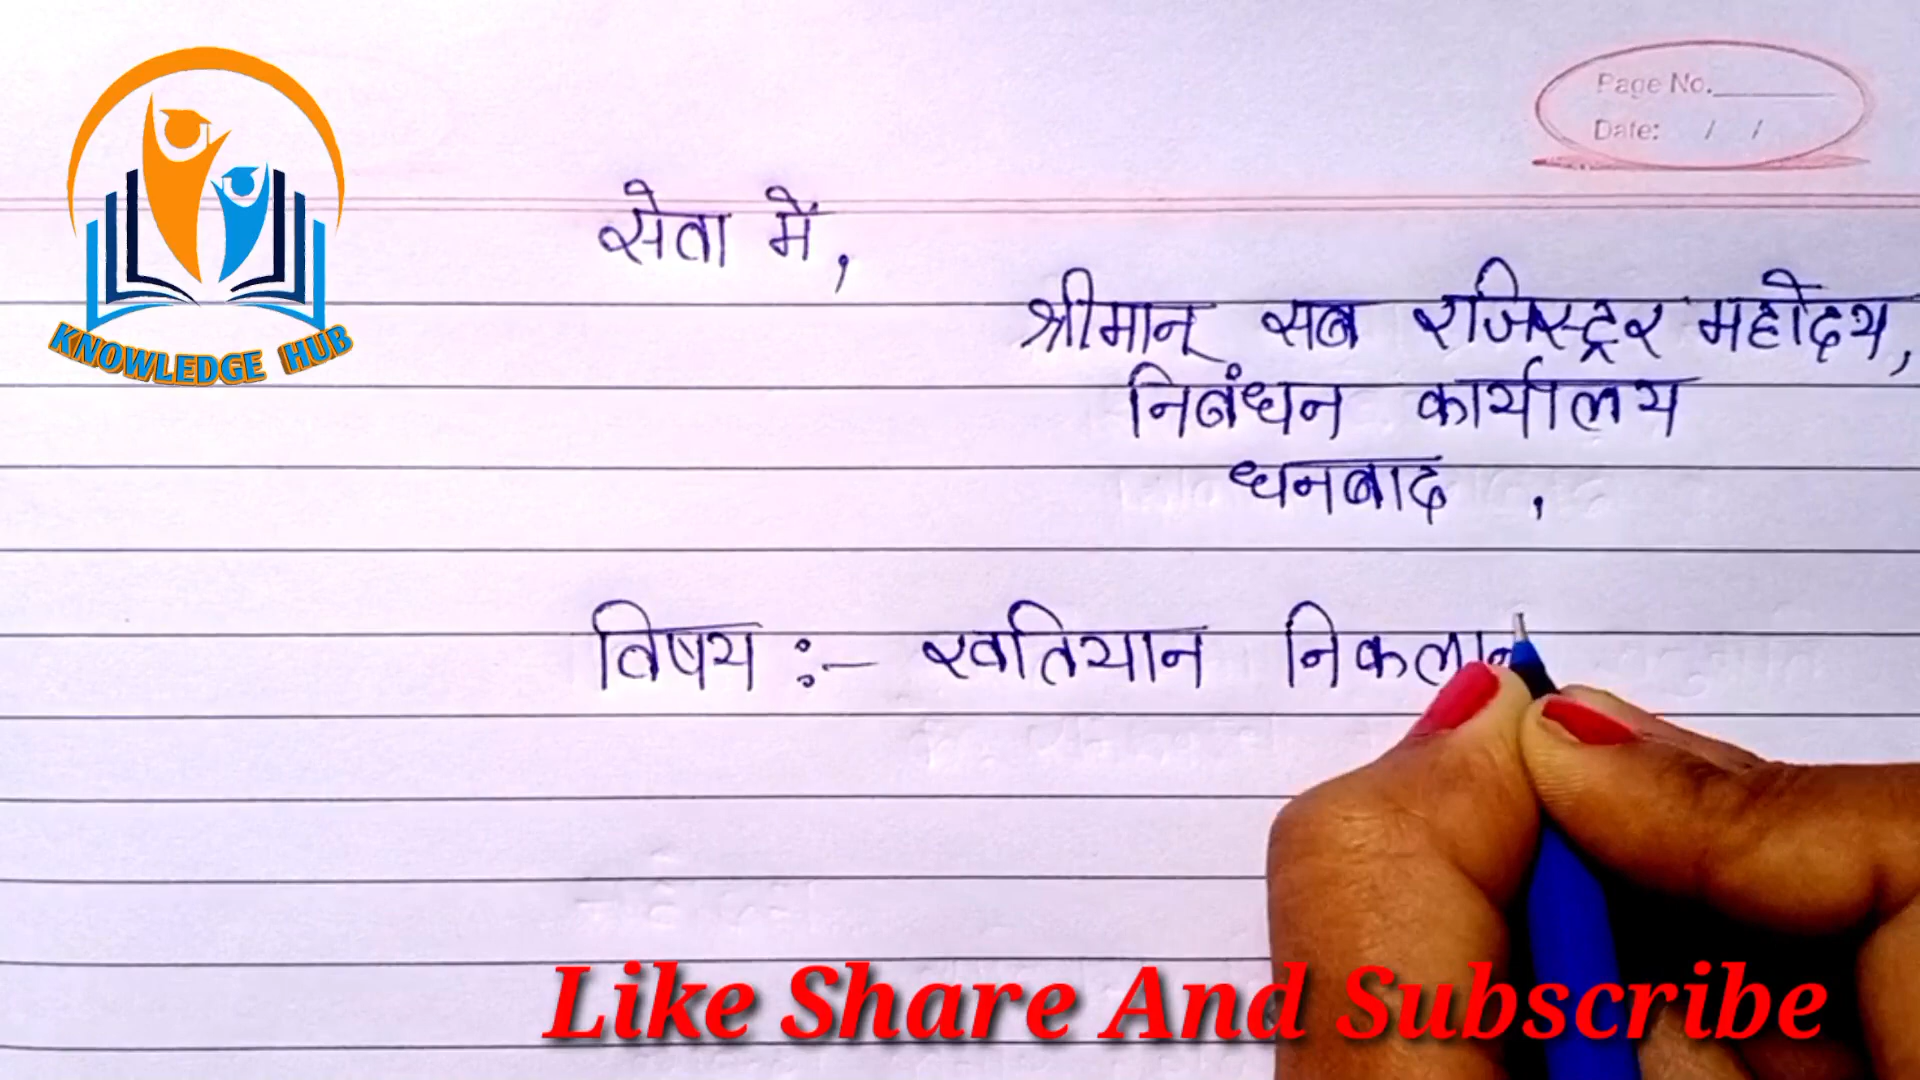 Page No.
Date: / /
KNOWLEDGE HUB
सेवा में,
श्रीमान् सब रजिस्ट्रर महोदय,
निबंधन कार्यालय
धनबाद ,
विषय :- खतियान निकलान
Like Share And Subscribe